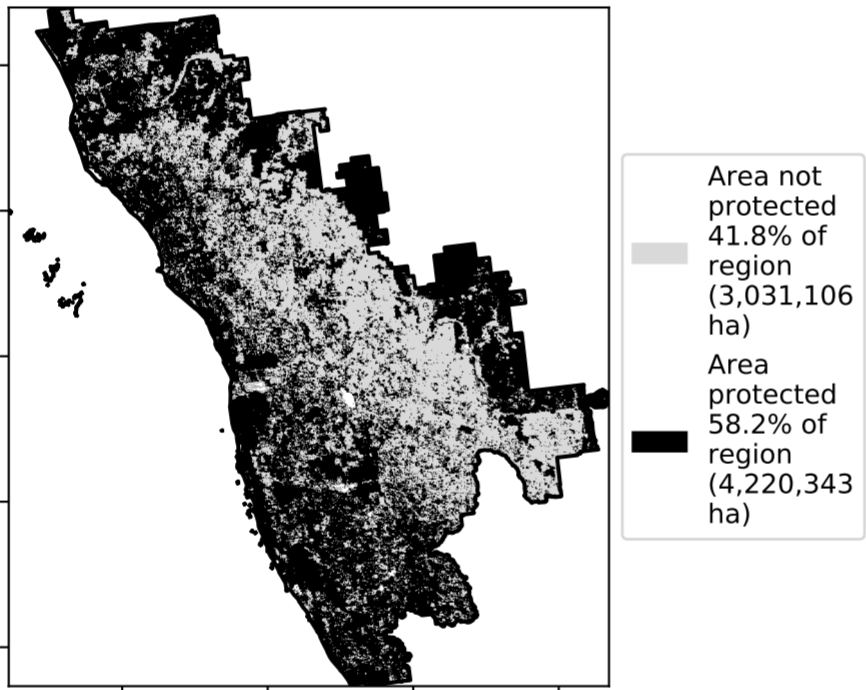 Area not
protected
41.8% of
region
(3,031,106
ha)
Area
protected
58.2% of
region
(4,220,343
ha)